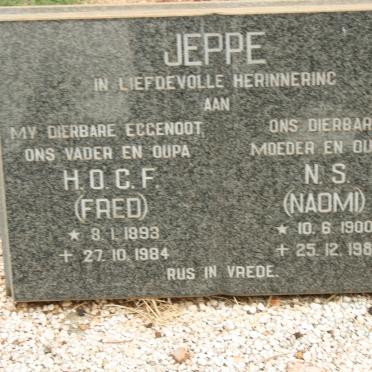 JEPPE
IN LIEFDEVOLLE HERINNERING
AAN
MY DIERBARE EGGENOOT,
ONS VADER EN OUPA
H.O.C.F.
(FRED)
★ 8.1.1893
+ 27.10.1984
ONS DIERBAR
MOEDER EN OU
N.S.
(NAOMI)
★ 10.6.1900
+ 25.12.198
RUS IN VREDE.